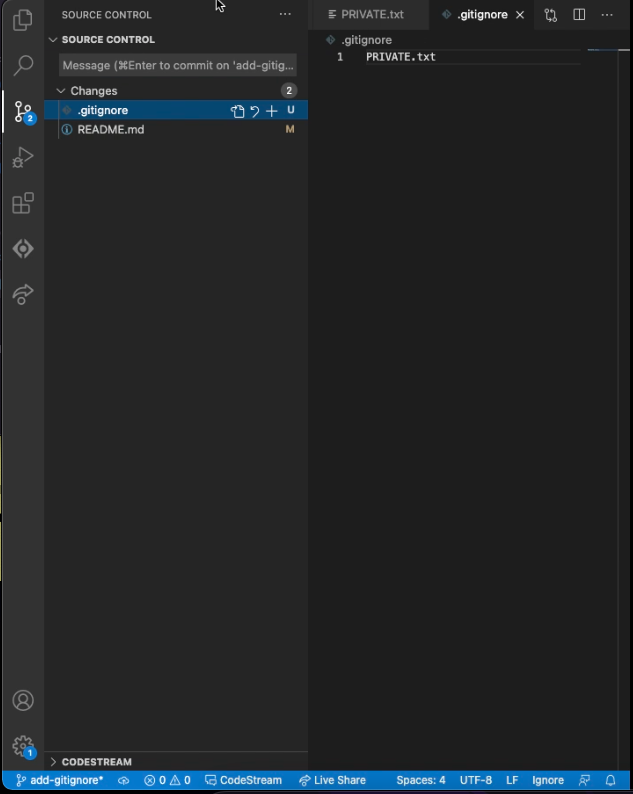 SOURCE CONTROL
PRIVATE.txt
.gitignore
SOURCE CONTROL
.gitignore
1 PRIVATE.txt
Message (⌘Enter to commit on 'add-gitig...
Changes 2
.gitignore U
2
README.md M
1
CODESTREAM
add-gitignore* 0 0 CodeStream Live Share Spaces: 4 UTF-8 LF Ignore